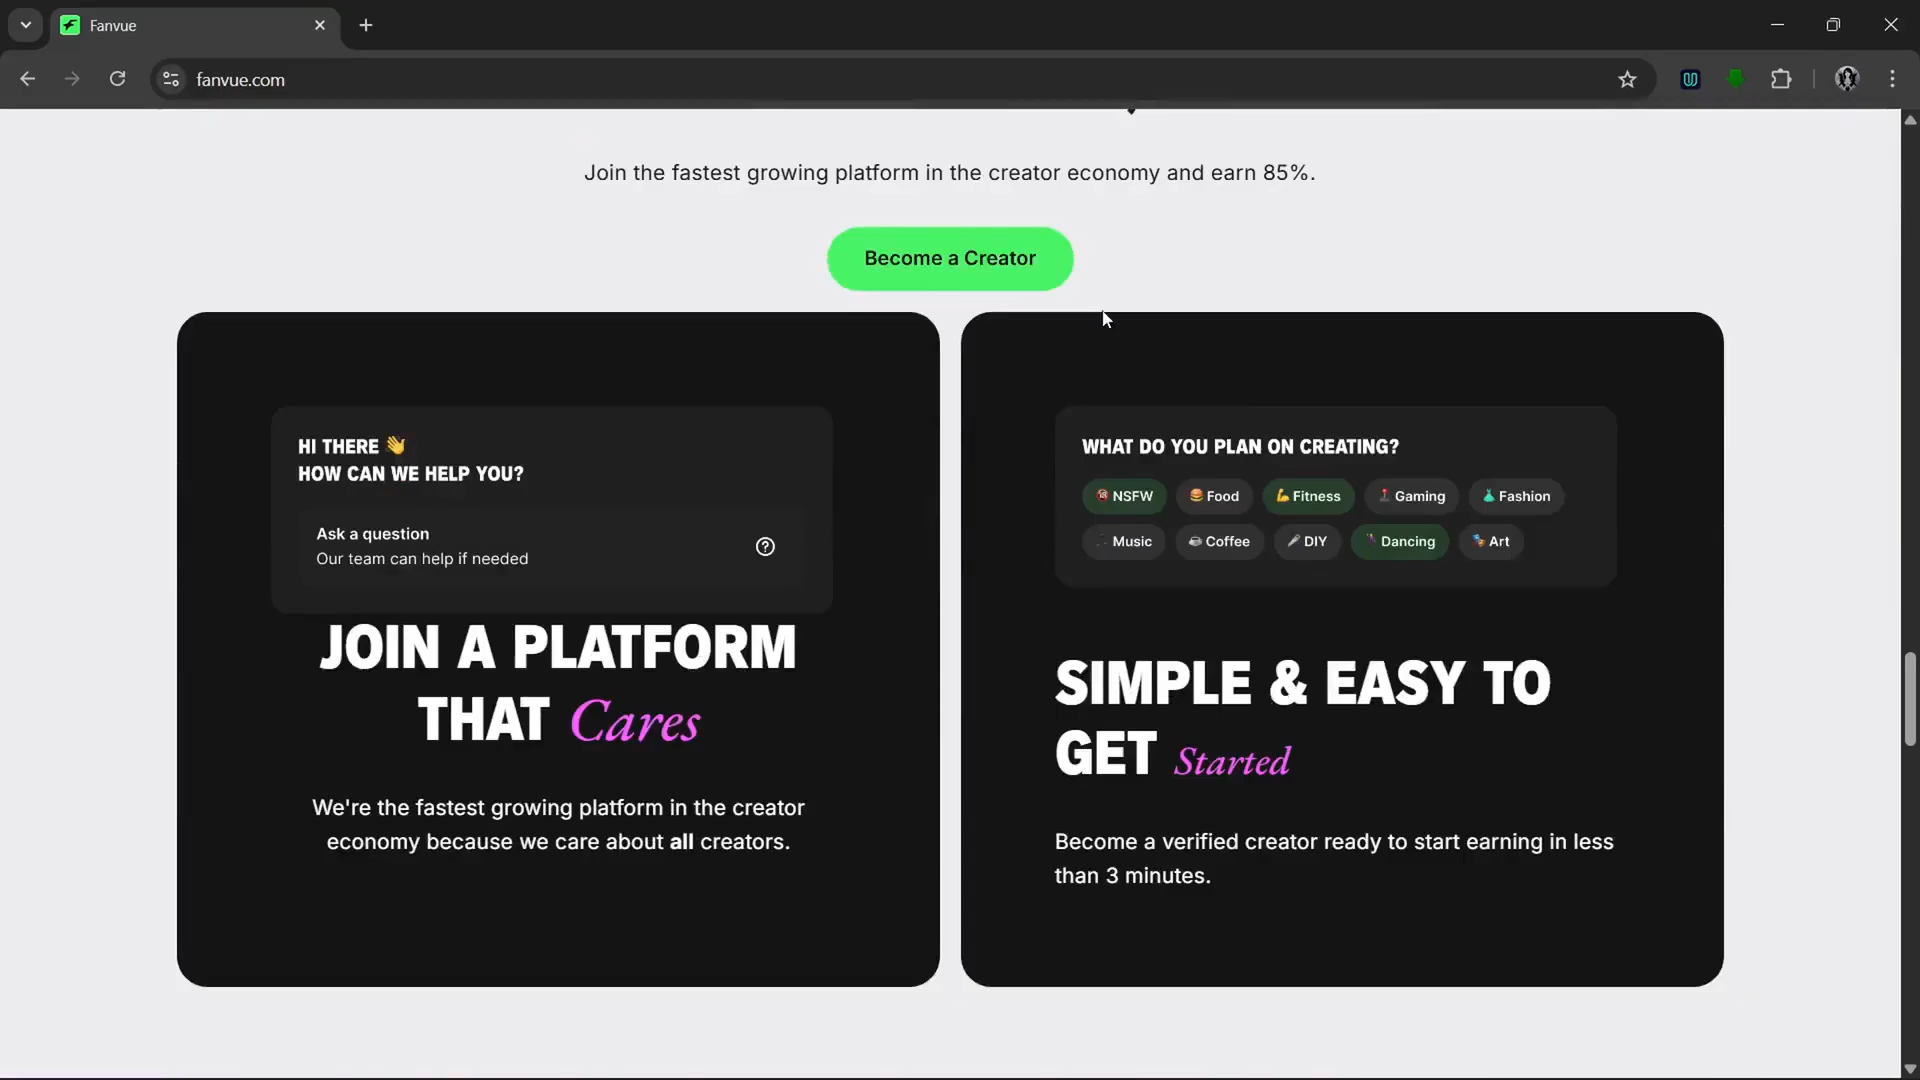 Fanvue
fanvue.com
Join the fastest growing platform in the creator economy and earn 85%.
Become a Creator
HI THERE 👋
HOW CAN WE HELP YOU?
Ask a question
Our team can help if needed
JOIN A PLATFORM
THAT Cares
We're the fastest growing platform in the creator
economy because we care about all creators.
WHAT DO YOU PLAN ON CREATING?
NSFW Food Fitness Gaming Fashion
Music Coffee DIY Dancing Art
SIMPLE & EASY TO
GET Started
Become a verified creator ready to start earning in less
than 3 minutes.